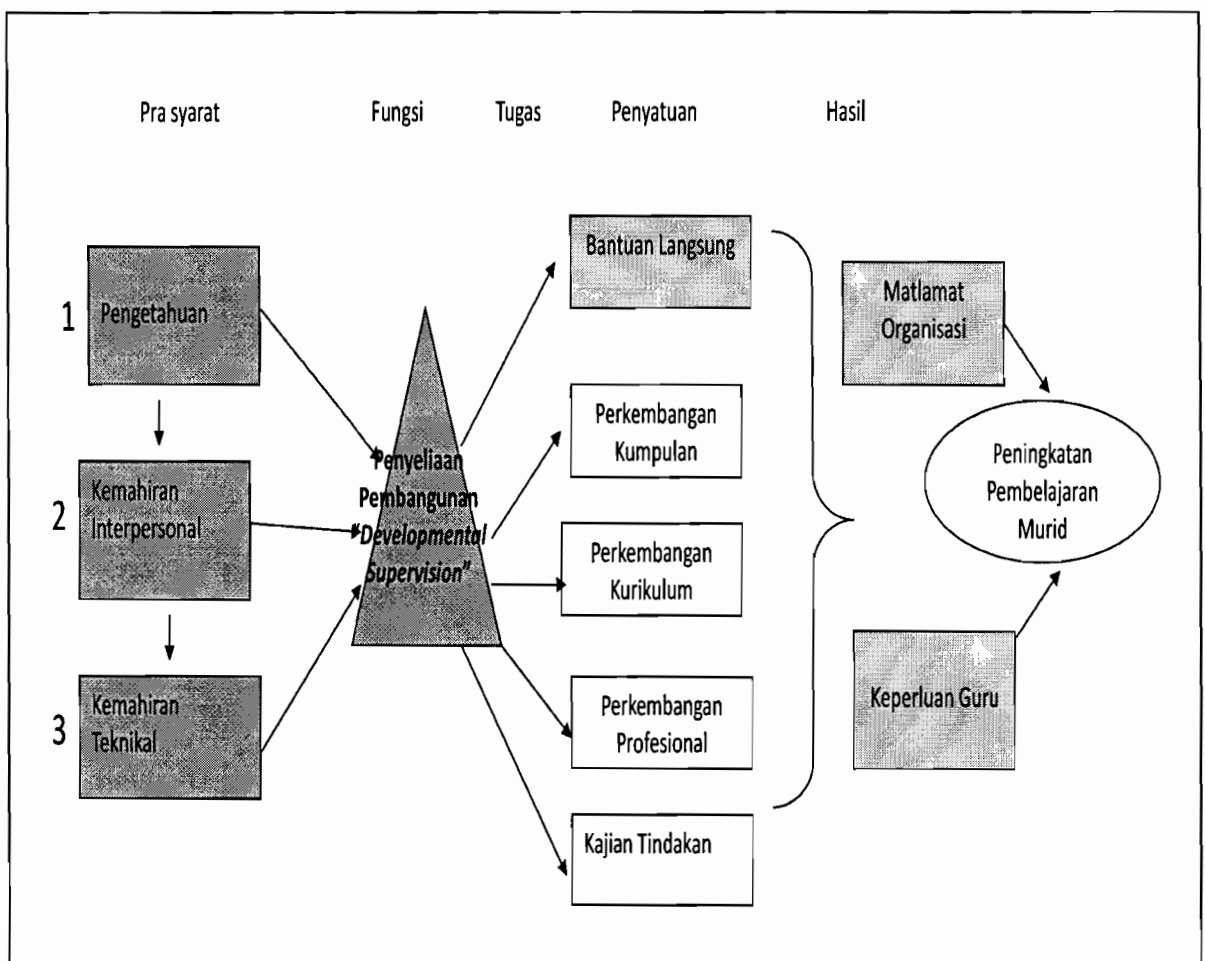 Pra syarat Fungsi Tugas Penyatuan Hasil
1
Pengetahuan
2
Kemahiran
Interpersonal
3
Kemahiran
Teknikal
Penyeliaan
Pembangunan
"Developmental
Supervision"
Bantuan Langsung
Perkembangan
Kumpulan
Perkembangan
Kurikulum
Perkembangan
Profesional
Kajian Tindakan
Matlamat
Organisasi
Keperluan Guru
Peningkatan
Pembelajaran
Murid